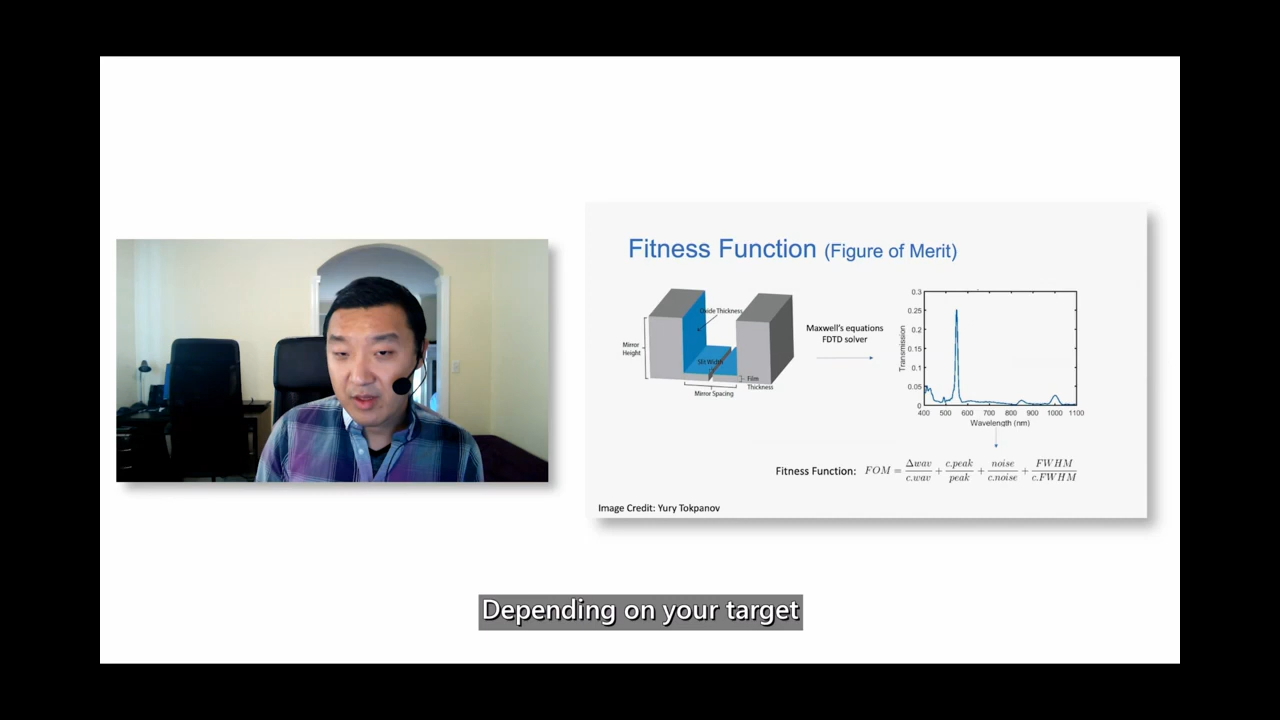 Fitness Function (Figure of Merit)
Oxide Thickness
Mirror
Height
Slit Width
Film
Thickness
Mirror Spacing
Maxwell's equations
FDTD solver
0.3
0.25
0.2
0.15
0.1
0.05
0
Transmission
400 500 600 700 800 900 1000 1100
Wavelength (nm)
Fitness Function: FOM = Δwav/c.wav + c.peak/peak + noise/c.noise + FWHM/c.FWHM
Image Credit: Yury Tokpanov
Depending on your target